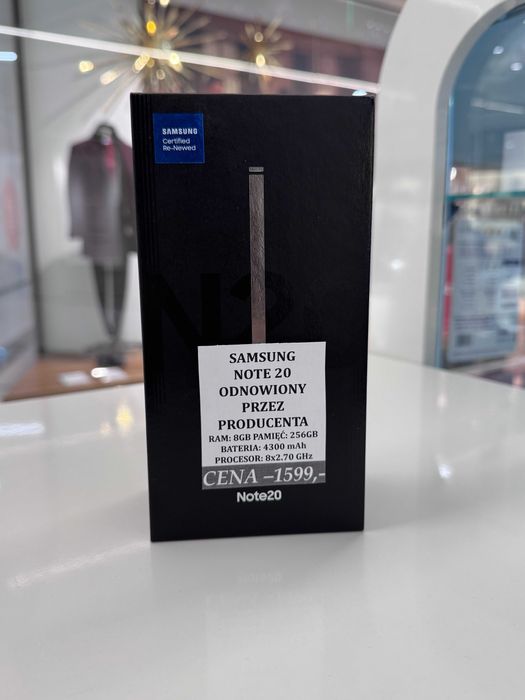 SAMSUNG
Certified
Re-Newed
N2
SAMSUNG
NOTE 20
ODNOWIONY
PRZEZ
PRODUCENTA
RAM: 8GB PAMIĘĆ: 256GB
BATERIA: 4300 mAh
PROCESOR: 8x2.70 GHz
CENA –1599,-
Note20